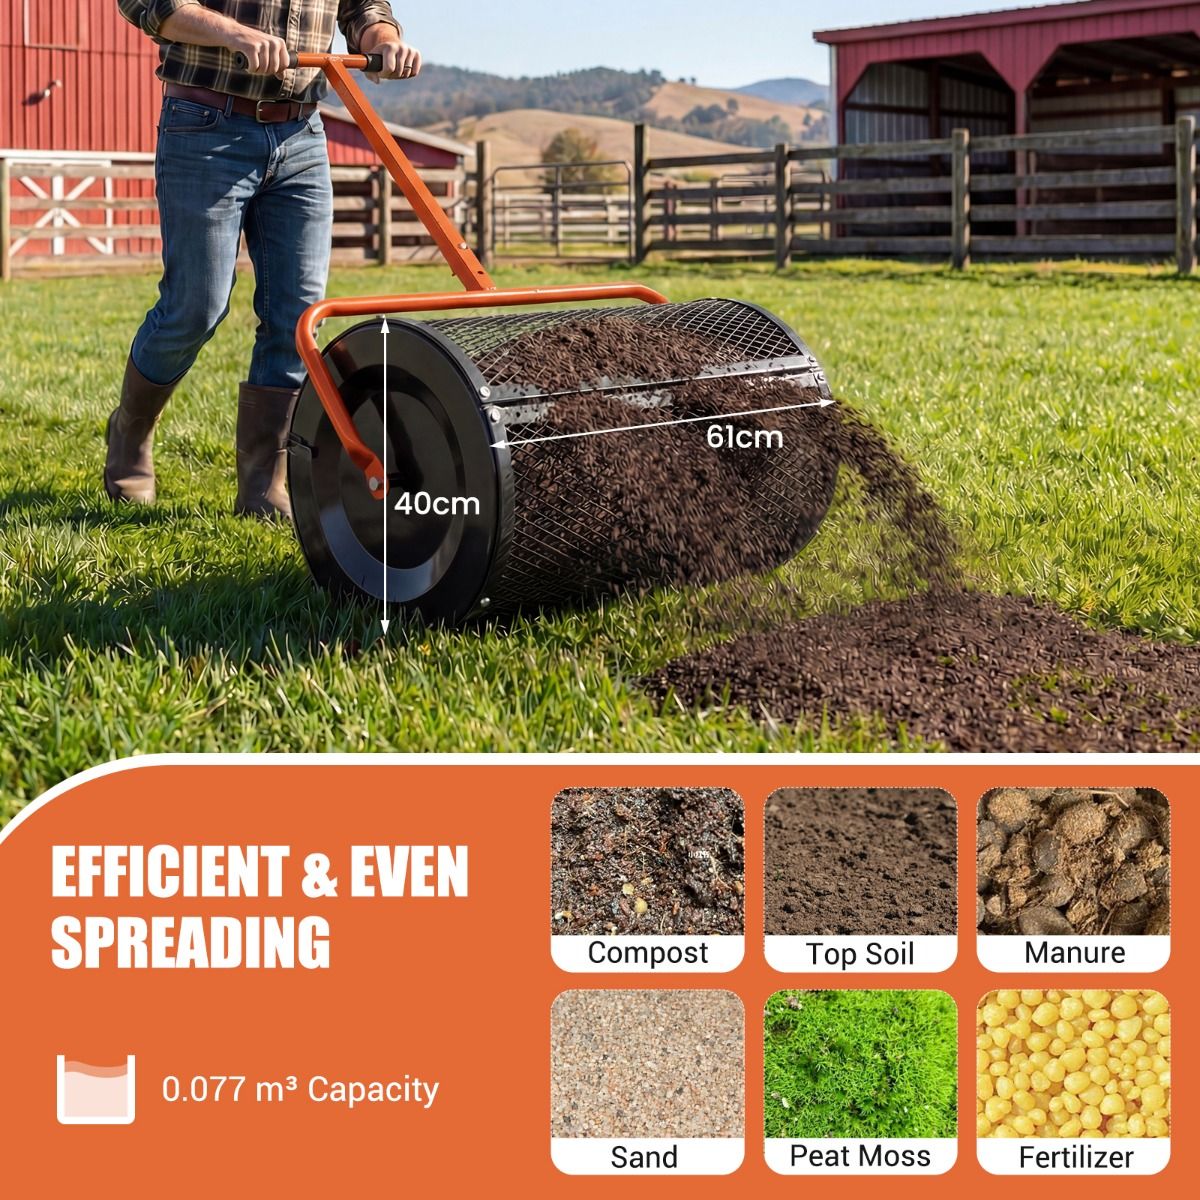 61cm
40cm
EFFICIENT & EVEN
SPREADING
0.077 m³ Capacity
Compost
Top Soil
Manure
Sand
Peat Moss
Fertilizer